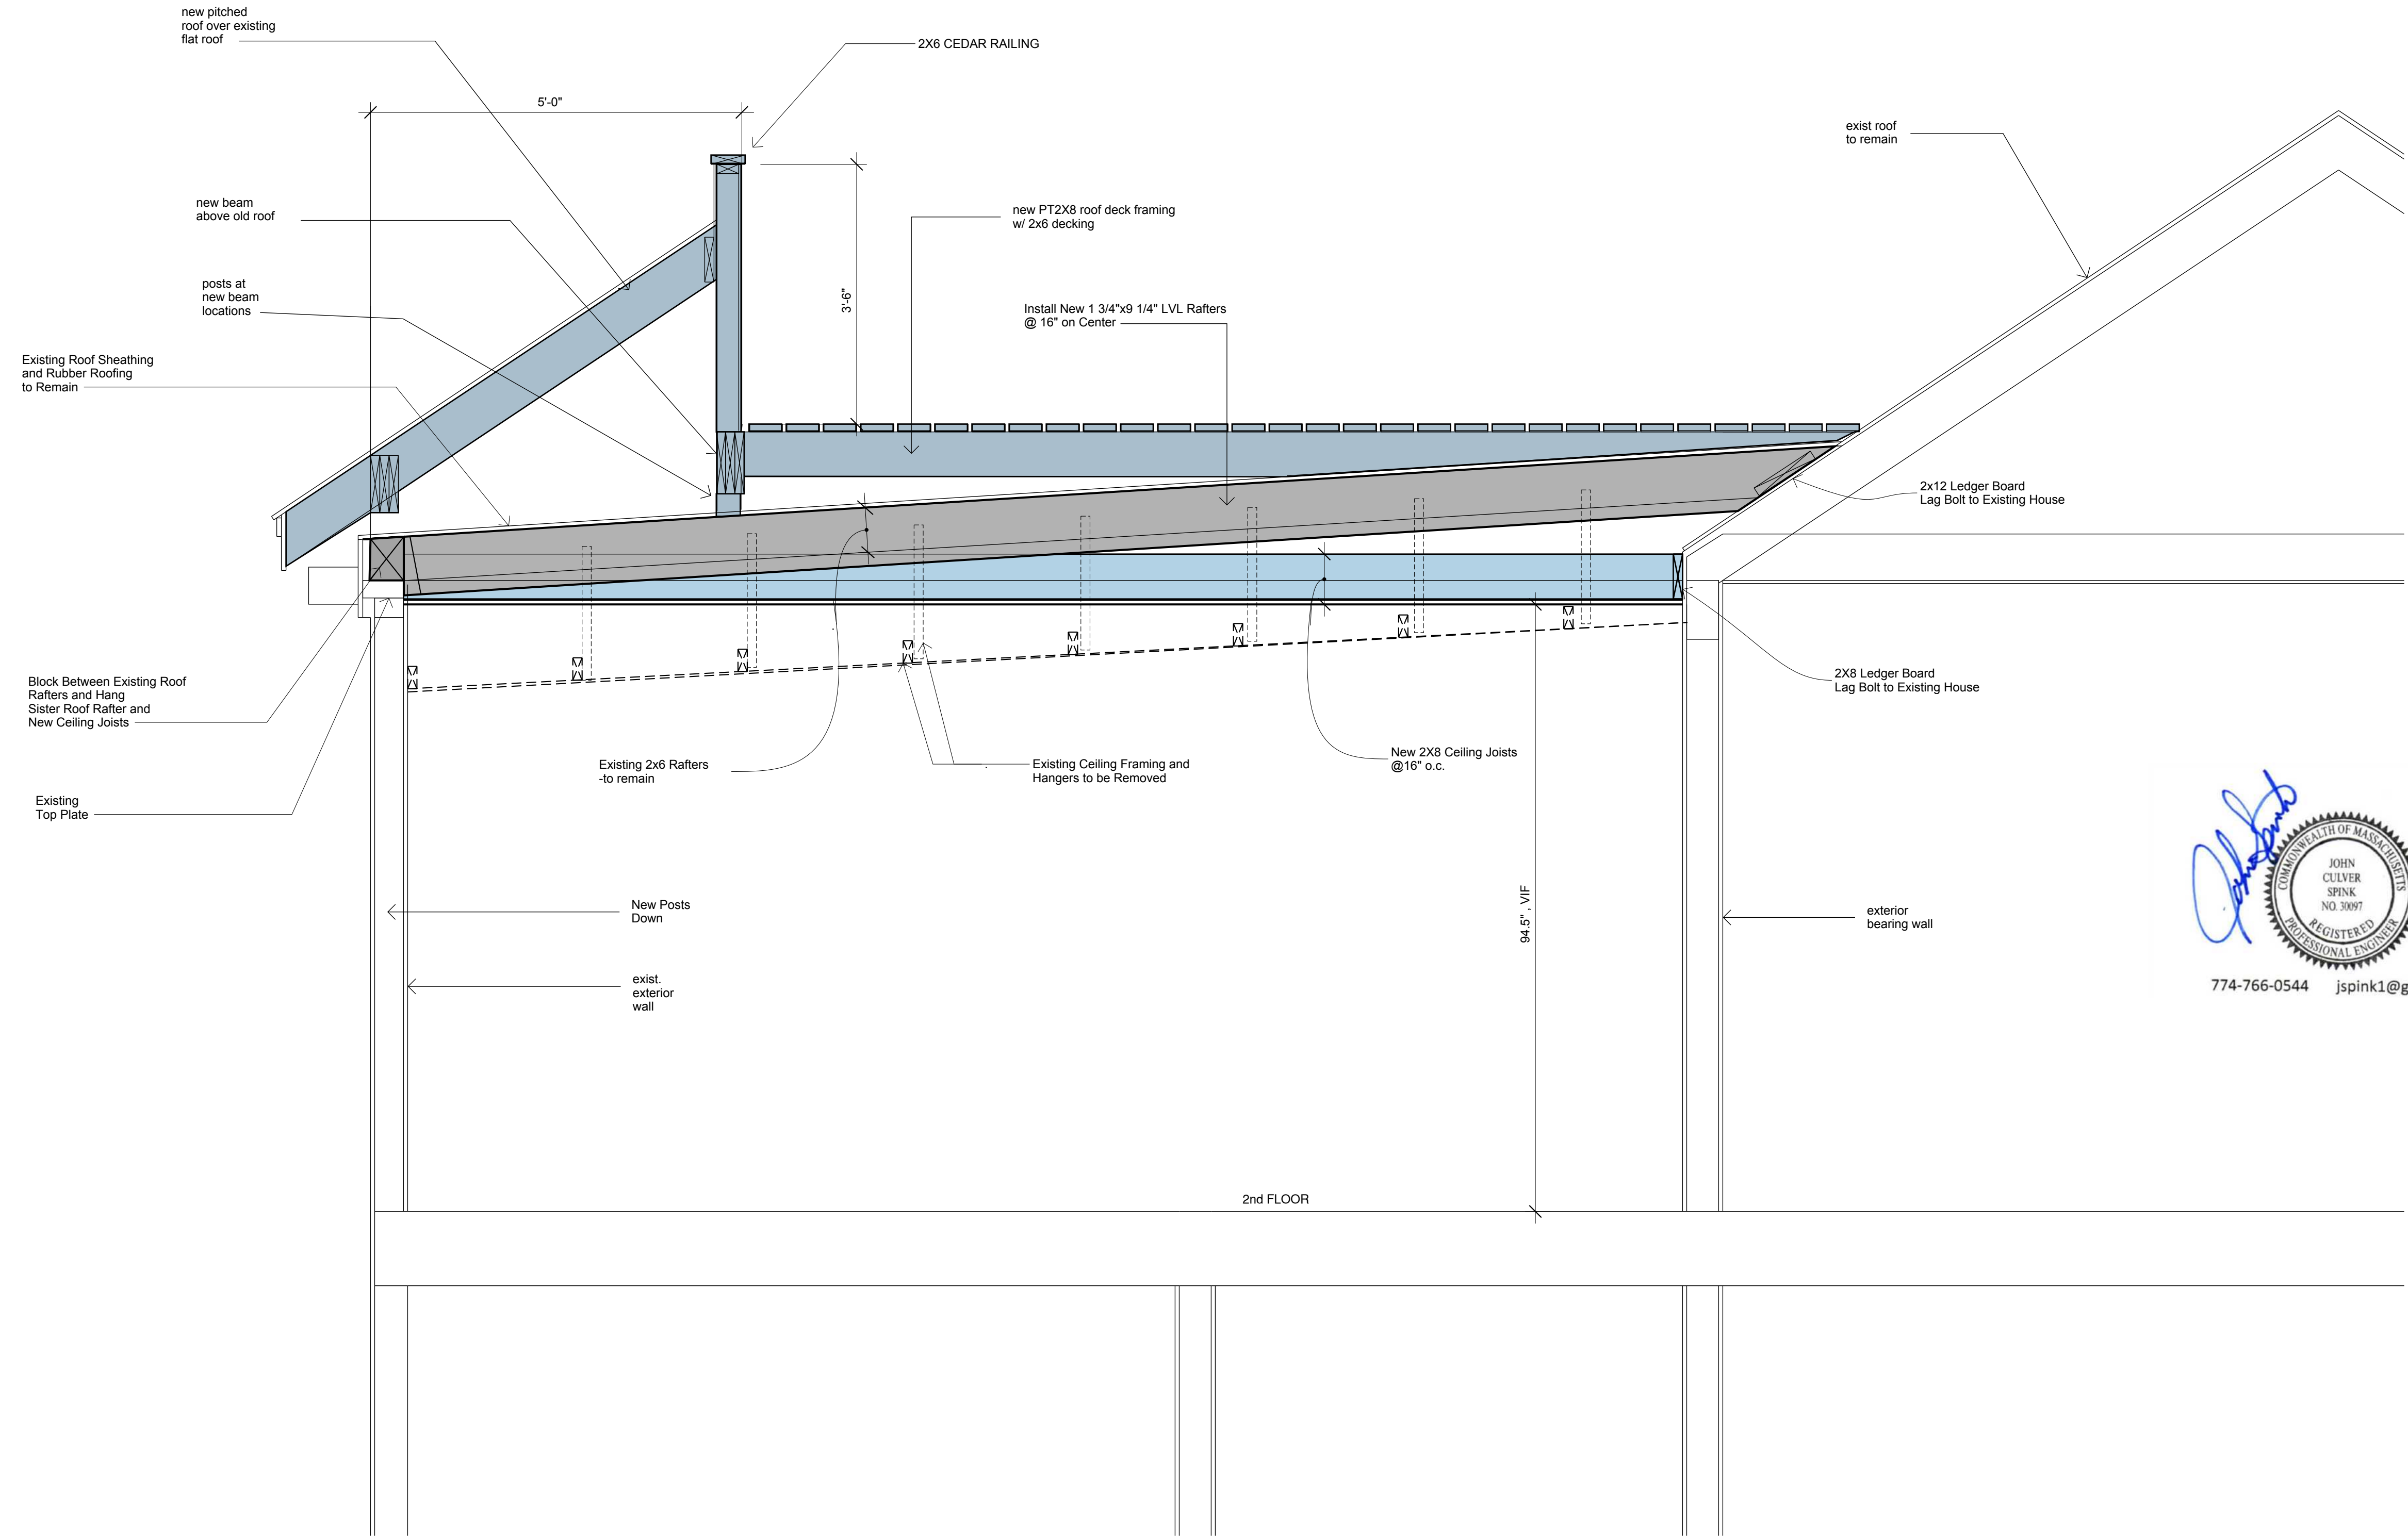 new pitched
roof over existing
flat roof
2X6 CEDAR RAILING
5'-0"
exist roof
to remain
new beam
above old roof
new PT2X8 roof deck framing
w/ 2x6 decking
posts at
new beam
locations
3'-6"
Install New 1 3/4"x9 1/4" LVL Rafters
@ 16" on Center
Existing Roof Sheathing
and Rubber Roofing
to Remain
2x12 Ledger Board
Lag Bolt to Existing House
Block Between Existing Roof
Rafters and Hang
Sister Roof Rafter and
New Ceiling Joists
2X8 Ledger Board
Lag Bolt to Existing House
Existing 2x6 Rafters
-to remain
Existing Ceiling Framing and
Hangers to be Removed
New 2X8 Ceiling Joists
@16" o.c.
Existing
Top Plate
New Posts
Down
94.5" , VIF
exterior
bearing wall
exist.
exterior
wall
2nd FLOOR
COMMONWEALTH OF MASSACHUSETTS
JOHN
CULVER
SPINK
NO. 30097
REGISTERED
PROFESSIONAL ENGINEER
774-766-0544 jspink1@g